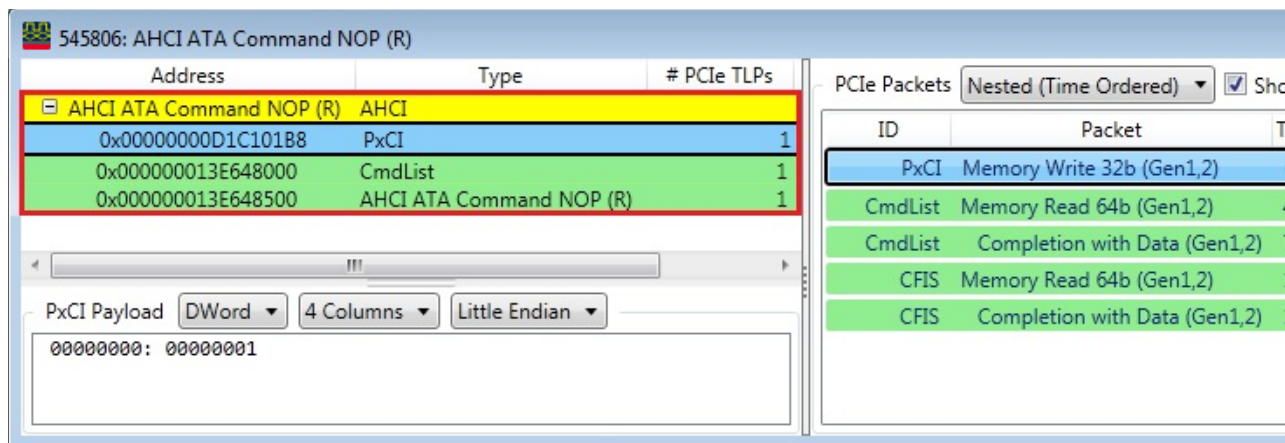 545806: AHCI ATA Command NOP (R)
Address Type # PCIe TLPs
AHCI ATA Command NOP (R) AHCI
0x00000000D1C101B8 PxCI 1
0x000000013E648000 CmdList 1
0x000000013E648500 AHCI ATA Command NOP (R) 1
PxCI Payload DWord 4 Columns Little Endian
00000000: 00000001
PCIe Packets Nested (Time Ordered)
ID Packet
PxCI Memory Write 32b (Gen1,2)
CmdList Memory Read 64b (Gen1,2)
CmdList Completion with Data (Gen1,2)
CFIS Memory Read 64b (Gen1,2)
CFIS Completion with Data (Gen1,2)